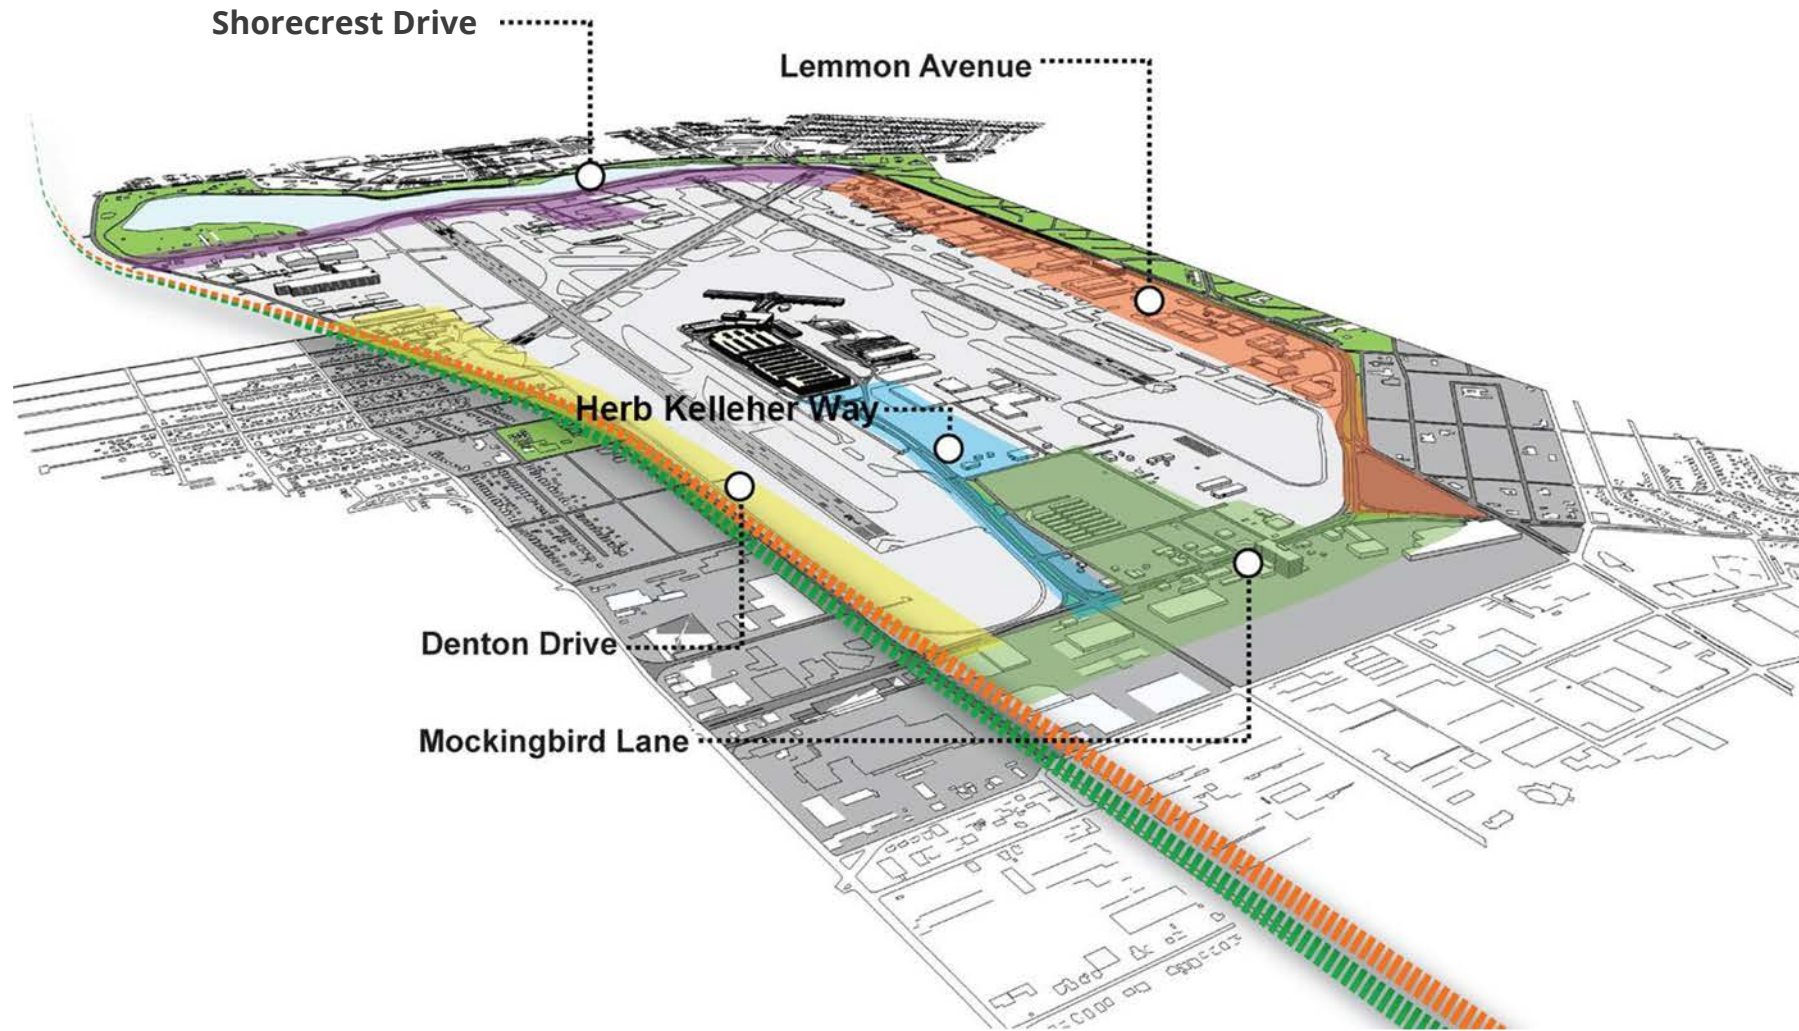 Shorecrest Drive
Lemmon Avenue
Herb Kelleher Way
Denton Drive
Mockingbird Lane